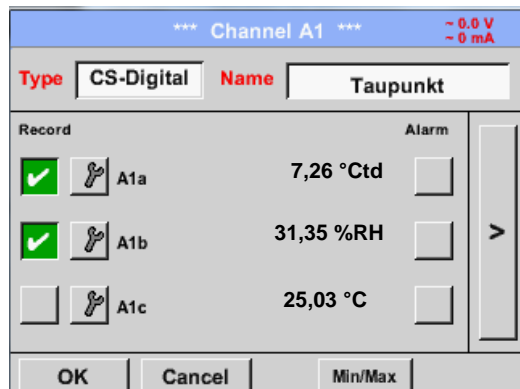 *** Channel A1 *** ~ 0.0 V
~ 0 mA
Type CS-Digital Name Taupunkt
Record Alarm
A1a 7,26 °Ctd
A1b 31,35 %RH
>
A1c 25,03 °C
OK Cancel Min/Max